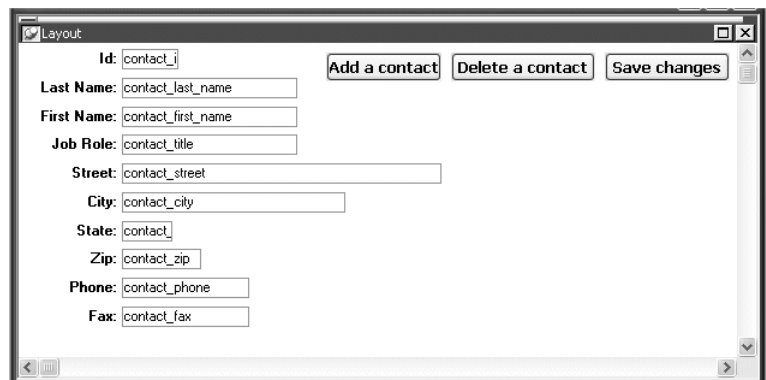 Layout
Id: contact_i
Add a contact Delete a contact Save changes
Last Name: contact_last_name
First Name: contact_first_name
Job Role: contact_title
Street: contact_street
City: contact_city
State: contact_
Zip: contact_zip
Phone: contact_phone
Fax: contact_fax